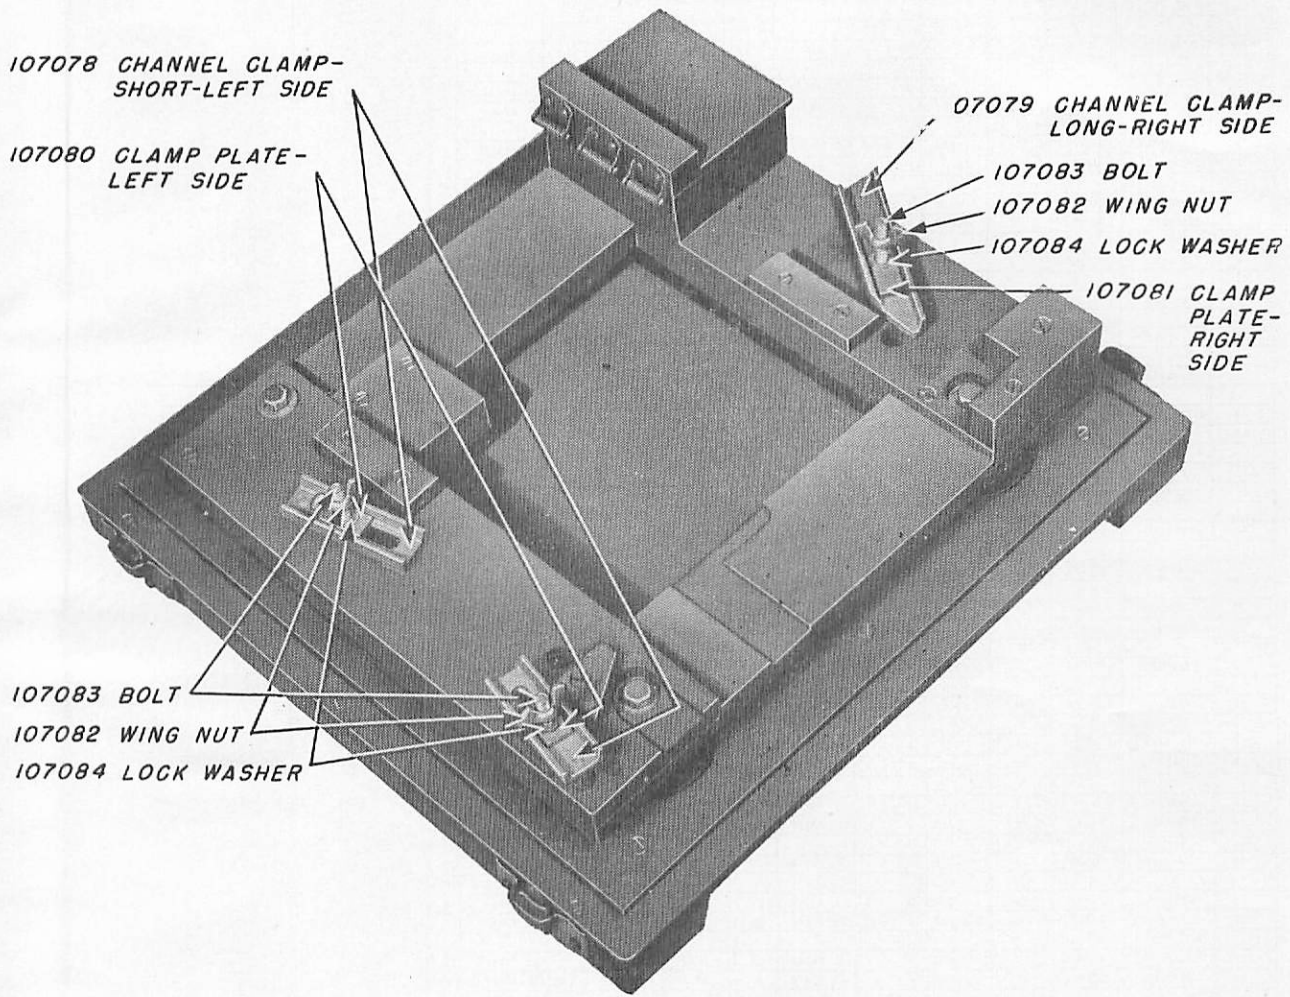 107078 CHANNEL CLAMP-
SHORT-LEFT SIDE
107080 CLAMP PLATE-
LEFT SIDE
07079 CHANNEL CLAMP-
LONG-RIGHT SIDE
107083 BOLT
107082 WING NUT
107084 LOCK WASHER
107081 CLAMP
PLATE-
RIGHT
SIDE
107083 BOLT
107082 WING NUT
107084 LOCK WASHER